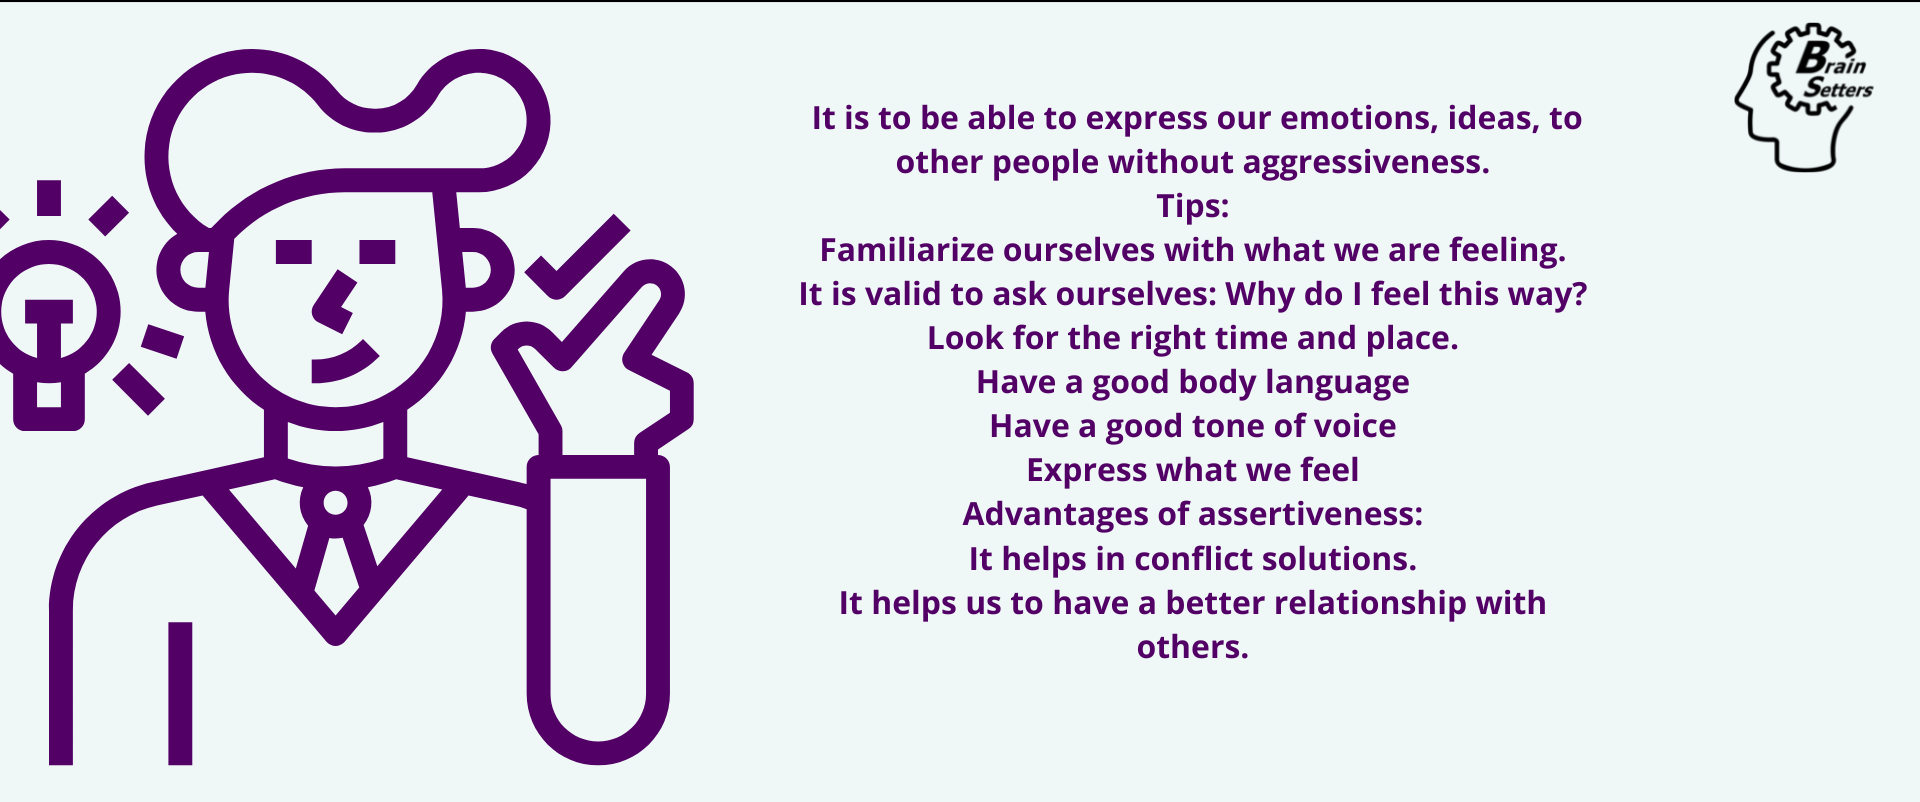 Brain
Setters
It is to be able to express our emotions, ideas, to
other people without aggressiveness.
Tips:
Familiarize ourselves with what we are feeling.
It is valid to ask ourselves: Why do I feel this way?
Look for the right time and place.
Have a good body language
Have a good tone of voice
Express what we feel
Advantages of assertiveness:
It helps in conflict solutions.
It helps us to have a better relationship with
others.